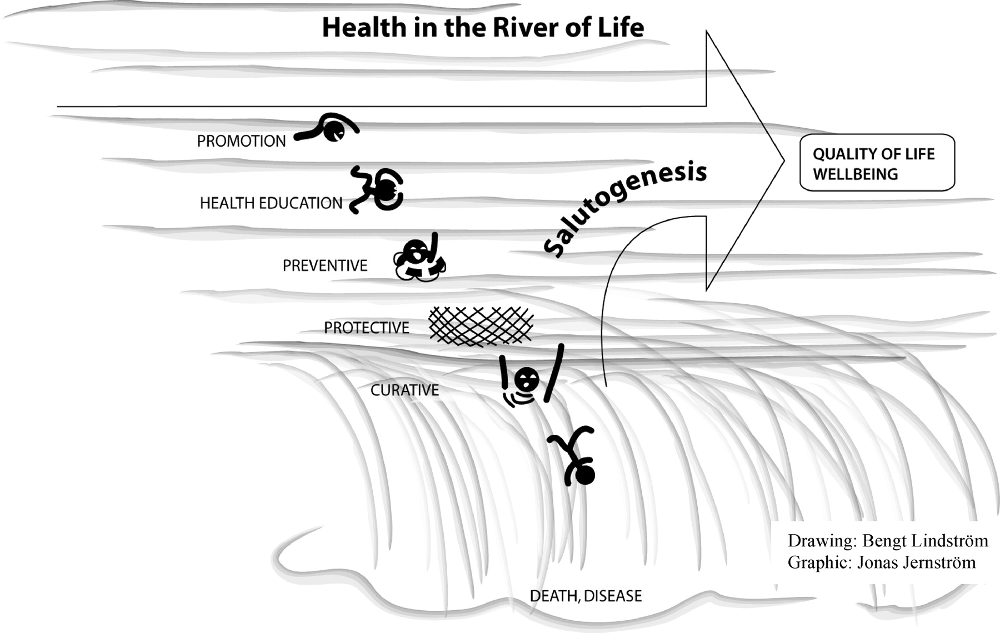 Health in the River of Life
PROMOTION
HEALTH EDUCATION
PREVENTIVE
PROTECTIVE
CURATIVE
Salutogenesis
QUALITY OF LIFE
WELLBEING
DEATH, DISEASE
Drawing: Bengt Lindström
Graphic: Jonas Jernström